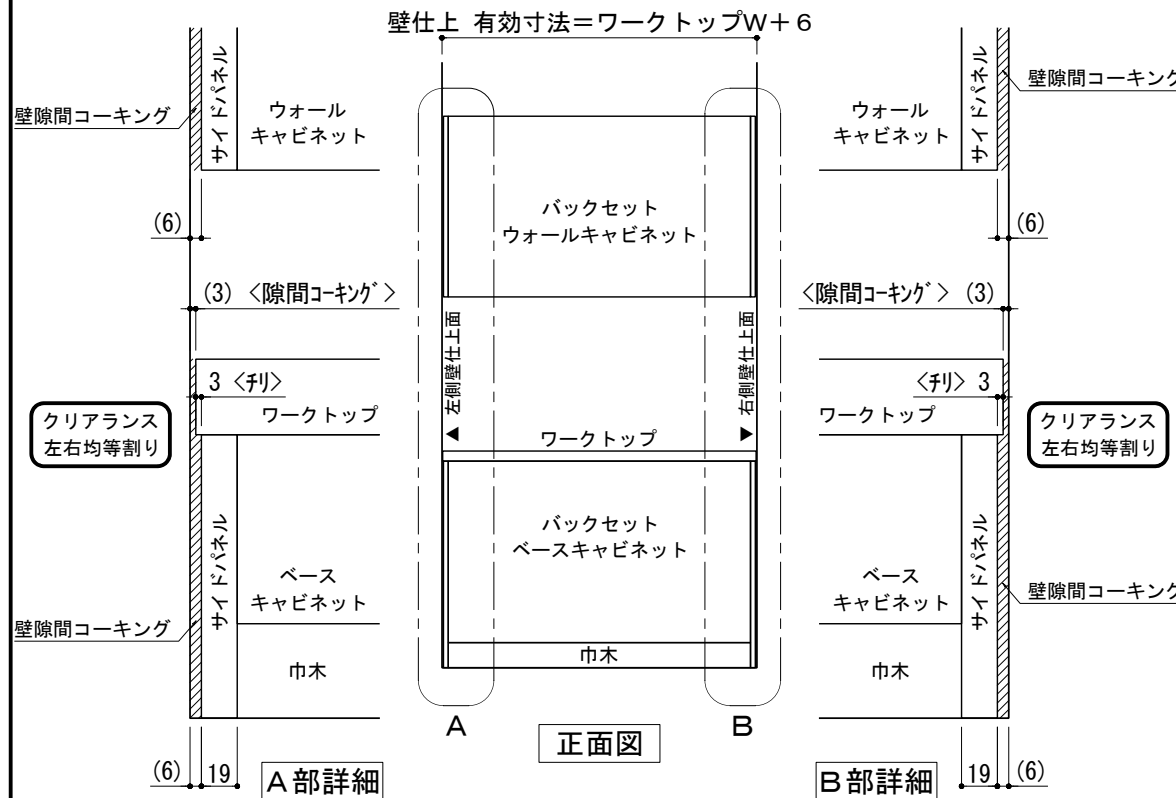 壁仕上 有効寸法＝ワークトップW＋６
壁隙間コーキング
サイドパネル
ウォール
キャビネット
(6)
(3) <隙間ｺｰｷﾝｸﾞ>
3 <ﾁﾘ>
ワークトップ
クリアランス
左右均等割り
サイドパネル
ベース
キャビネット
壁隙間コーキング
巾木
(6) 19
A部詳細
バックセット
ウォールキャビネット
左側壁仕上面
右側壁仕上面
ワークトップ
バックセット
ベースキャビネット
巾木
A
B
正面図
ウォール
キャビネット
サイドパネル
壁隙間コーキング
(6)
<隙間ｺｰｷﾝｸﾞ> (3)
<ﾁﾘ> 3
ワークトップ
クリアランス
左右均等割り
ベース
キャビネット
サイドパネル
壁隙間コーキング
巾木
19 (6)
B部詳細